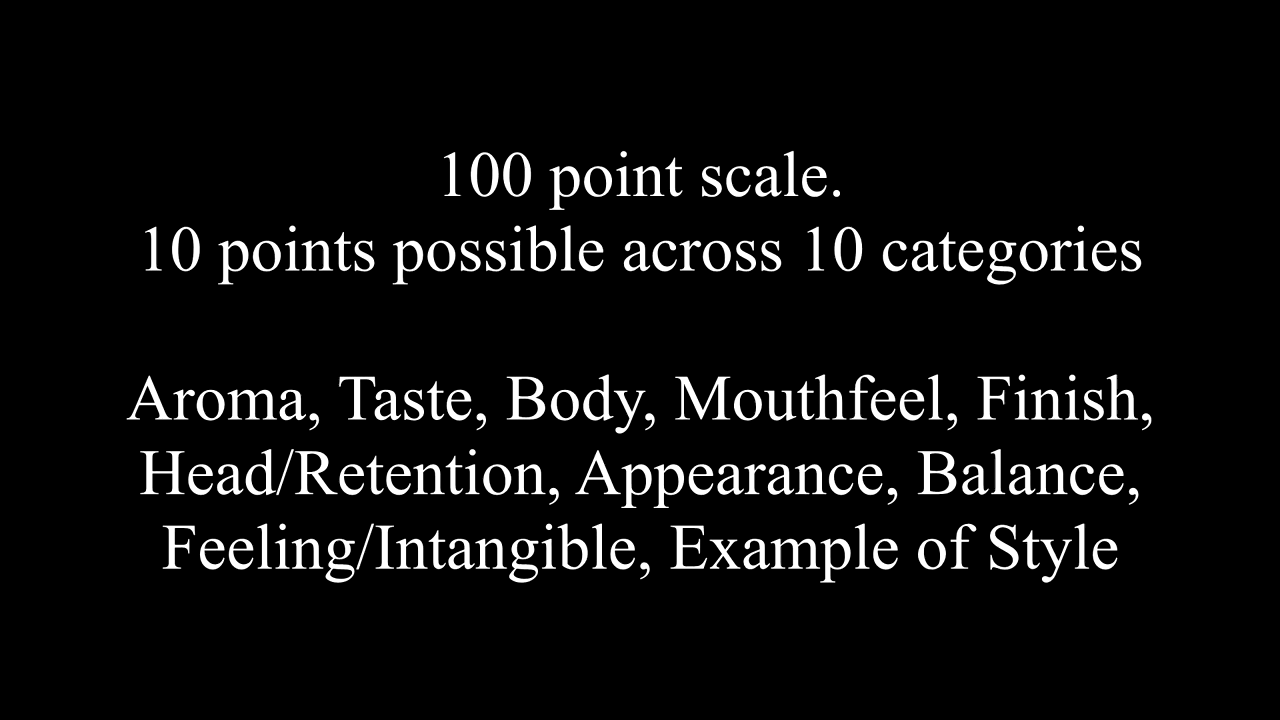 100 point scale.
10 points possible across 10 categories
Aroma, Taste, Body, Mouthfeel, Finish,
Head/Retention, Appearance, Balance,
Feeling/Intangible, Example of Style